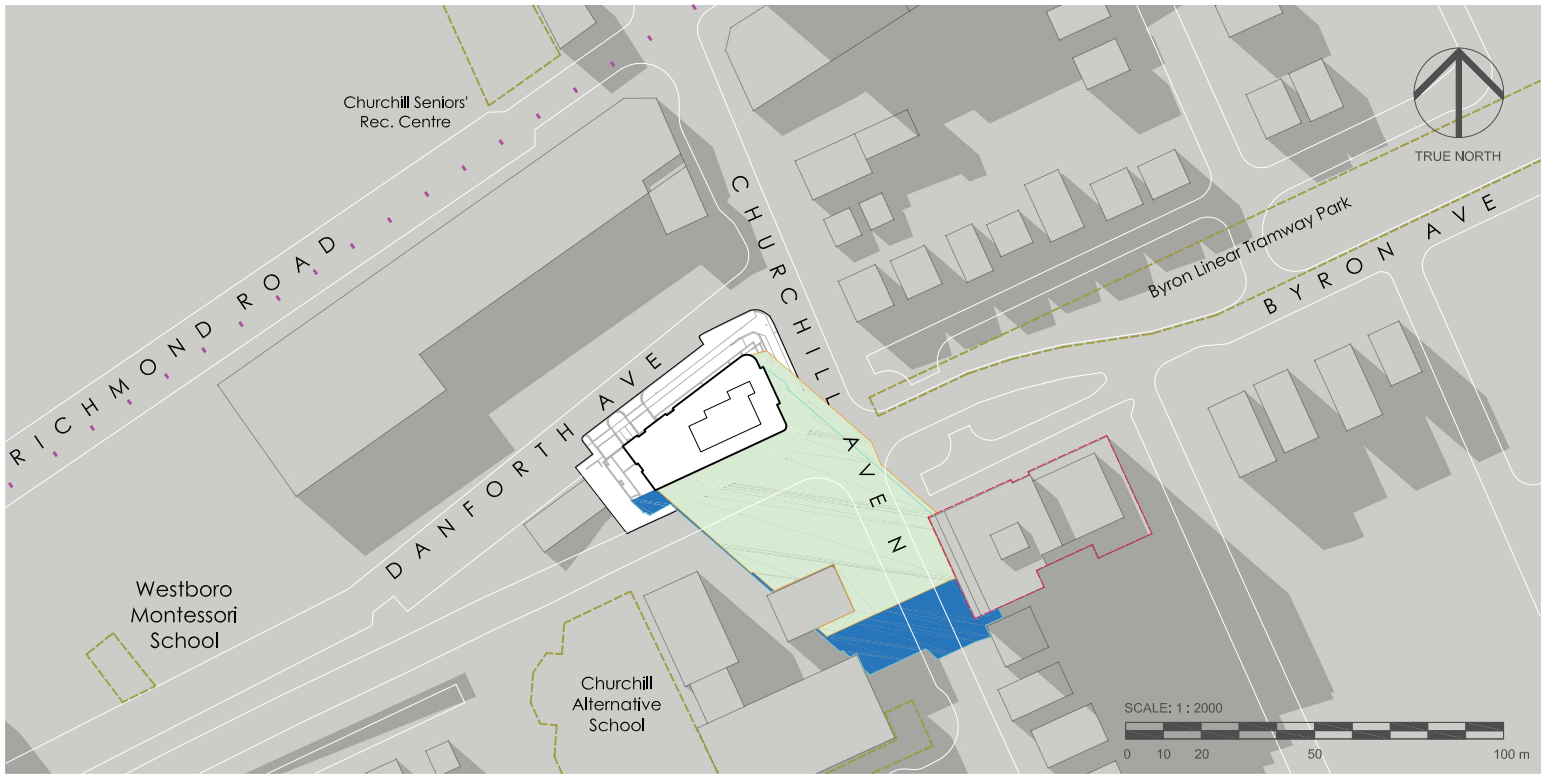 Churchill Seniors'
Rec. Centre
TRUE NORTH
RICHMOND ROAD
CHURCHILL AVEN
Byron Linear Tramway Park
BYRON AVE
DANFORTH AVE
Westboro
Montessori
School
Churchill
Alternative
School
SCALE: 1 : 2000
0 10 20 50 100 m